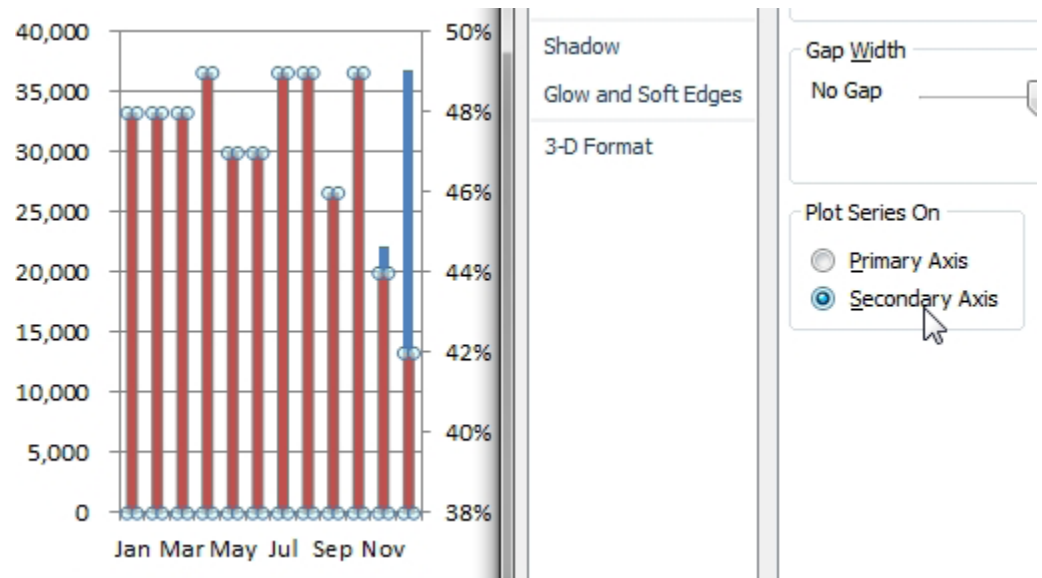 40,000
35,000
30,000
25,000
20,000
15,000
10,000
5,000
0
50%
48%
46%
44%
42%
40%
38%
Jan Mar May Jul Sep Nov
Shadow
Glow and Soft Edges
3-D Format
Gap Width
No Gap
Plot Series On
Primary Axis
Secondary Axis